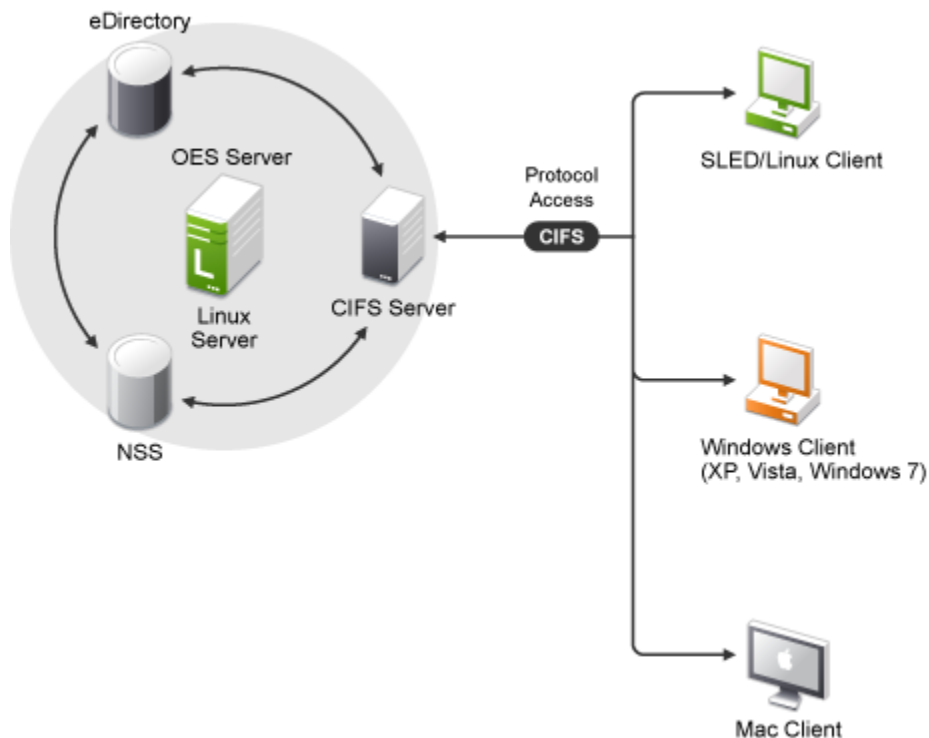 eDirectory
OES Server
L
Linux
Server
CIFS Server
NSS
Protocol
Access
CIFS
SLED/Linux Client
Windows Client
(XP, Vista, Windows 7)
Mac Client